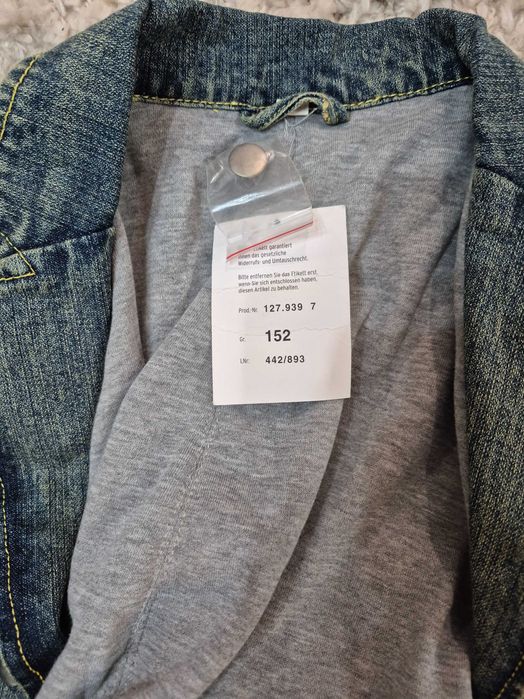 Etikett garantiert
Ihnen das gesetzliche
Widerrufs- und Umtauschrecht.
Bitte entfernen Sie das Etikett erst,
wenn Sie sich entschlossen haben,
diesen Artikel zu behalten.
Prod.-Nr. 127.939 7
Gr. 152
LNr: 442/893